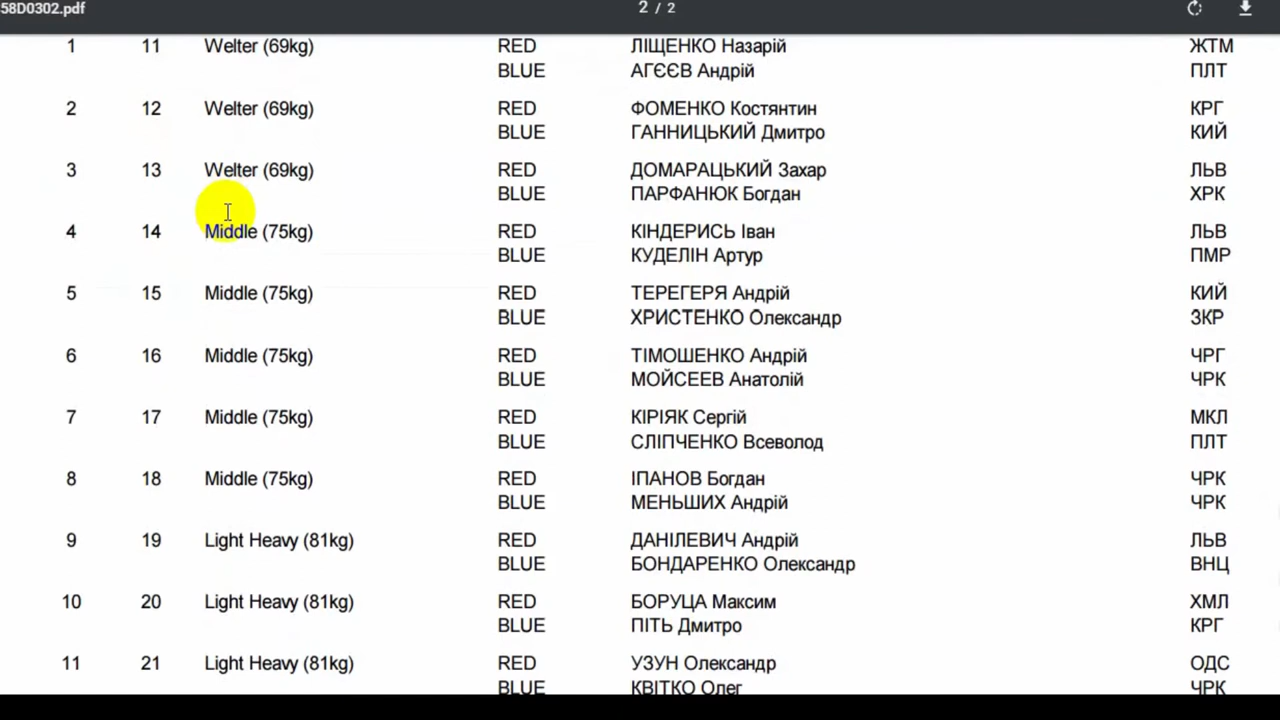 58D0302.pdf 2 / 2
1 11 Welter (69kg) RED ЛІЩЕНКО Назарій ЖТМ
BLUE АГЄЄВ Андрій ПЛТ
2 12 Welter (69kg) RED ФОМЕНКО Костянтин КРГ
BLUE ГАННИЦЬКИЙ Дмитро КИЙ
3 13 Welter (69kg) RED ДОМАРАЦЬКИЙ Захар ЛЬВ
BLUE ПАРФАНЮК Богдан ХРК
4 14 Middle (75kg) RED КІНДЕРИСЬ Іван ЛЬВ
BLUE КУДЕЛІН Артур ПМР
5 15 Middle (75kg) RED ТЕРЕГЕРЯ Андрій КИЙ
BLUE ХРИСТЕНКО Олександр ЗКР
6 16 Middle (75kg) RED ТІМОШЕНКО Андрій ЧРГ
BLUE МОЙСЕЕВ Анатолій ЧРК
7 17 Middle (75kg) RED КІРІЯК Сергій МКЛ
BLUE СЛІПЧЕНКО Всеволод ПЛТ
8 18 Middle (75kg) RED ІПАНОВ Богдан ЧРК
BLUE МЕНЬШИХ Андрій ЧРК
9 19 Light Heavy (81kg) RED ДАНІЛЕВИЧ Андрій ЛЬВ
BLUE БОНДАРЕНКО Олександр ВНЦ
10 20 Light Heavy (81kg) RED БОРУЦА Максим ХМЛ
BLUE ПІТЬ Дмитро КРГ
11 21 Light Heavy (81kg) RED УЗУН Олександр ОДС
BLUE КВІТКО Олег ЧРК